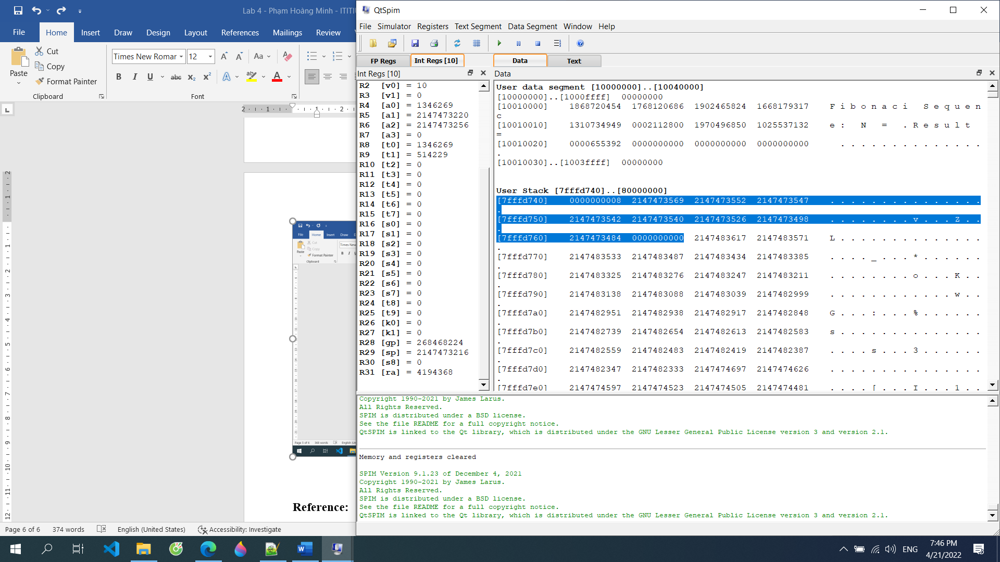 Lab 4 - Phạm Hoàng Minh - ITITIU
File Home Insert Draw Design Layout References Mailings Review
Paste
Cut
Copy
Format Painter
Clipboard
Times New Romar 12
Font
QtSpim
File Simulator Registers Text Segment Data Segment Window Help
FP Regs Int Regs [10]
Int Regs [10]
R2 [v0] = 10
R3 [v1] = 0
R4 [a0] = 1346269
R5 [a1] = 2147473220
R6 [a2] = 2147473256
R7 [a3] = 0
R8 [t0] = 1346269
R9 [t1] = 514229
R10 [t2] = 0
R11 [t3] = 0
R12 [t4] = 0
R13 [t5] = 0
R14 [t6] = 0
R15 [t7] = 0
R16 [s0] = 0
R17 [s1] = 0
R18 [s2] = 0
R19 [s3] = 0
R20 [s4] = 0
R21 [s5] = 0
R22 [s6] = 0
R23 [s7] = 0
R24 [t8] = 0
R25 [t9] = 0
R26 [k0] = 0
R27 [k1] = 0
R28 [gp] = 268468224
R29 [sp] = 2147473216
R30 [s8] = 0
R31 [ra] = 4194368
Data Text
Data
User data segment [10000000]..[10040000]
[10000000]..[1000ffff] 00000000
[10010000] 1868720454 1768120686 1902465824 1668179317 F i b o n a c i S e q u e n
c
[10010010] 1310734949 0002112800 1970496850 1025537132 e : N = . R e s u l t
=
[10010020] 0000655392 0000000000 0000000000 0000000000 . . . . . . . . . . . . . .
.
[10010030]..[1003ffff] 00000000
User Stack [7fffd740]..[80000000]
[7fffd740] 0000000008 2147473569 2147473552 2147473547 . . . . . . . . . . . . . . .
.
[7fffd750] 2147473542 2147473540 2147473526 2147473498 . . . . . . . . v . . . Z . .
.
[7fffd760] 2147473484 0000000000 2147483617 2147483571 L . . . . . . . . . . . . . .
.
[7fffd770] 2147483533 2147483487 2147483434 2147483385 . . . . _ . . . * . . . . . .
.
[7fffd780] 2147483325 2147483276 2147483247 2147483211 . . . . . . . . o . . . K . .
.
[7fffd790] 2147483138 2147483088 2147483039 2147482999 . . . . . . . . . . . . w . .
.
[7fffd7a0] 2147482951 2147482938 2147482917 2147482848 G . . . : . . . % . . . . . .
.
[7fffd7b0] 2147482739 2147482654 2147482613 2147482583 s . . . . . . . . . . . . . .
.
[7fffd7c0] 2147482559 2147482483 2147482419 2147482387 . . . . s . . . 3 . . . . . .
.
[7fffd7d0] 2147482347 2147482333 2147474697 2147474626 . . . . . . . . . . . . . . .
.
[7fffd7e0] 2147474597 2147474523 2147474505 2147474481 . . . . [ . . . I . . . 1 . .
Copyright 1990-2021 by James Larus.
All Rights Reserved.
SPIM is distributed under a BSD license.
See the file README for a full copyright notice.
QtSPIM is linked to the Qt library, which is distributed under the GNU Lesser General Public License version 3 and version 2.1.
Memory and registers cleared
SPIM Version 9.1.23 of December 4, 2021
Copyright 1990-2021 by James Larus.
All Rights Reserved.
SPIM is distributed under a BSD license.
See the file README for a full copyright notice.
QtSPIM is linked to the Qt library, which is distributed under the GNU Lesser General Public License version 3 and version 2.1.
Reference:
Page 6 of 6 374 words English (United States) Accessibility: Investigate
ENG
7:46 PM
4/21/2022